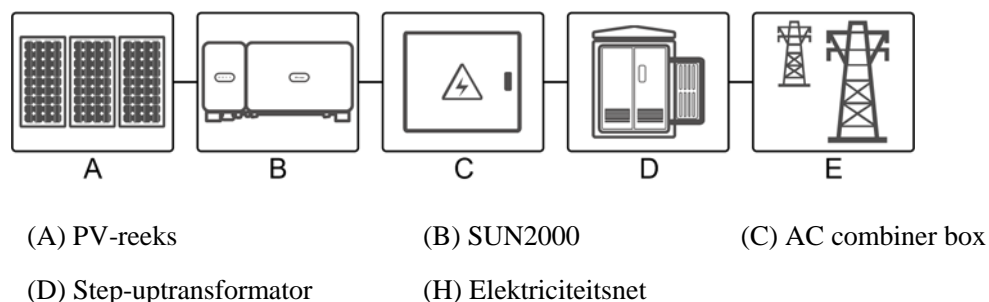 A B C D E
(A) PV-reeks (B) SUN2000 (C) AC combiner box
(D) Step-uptransformator (H) Elektriciteitsnet